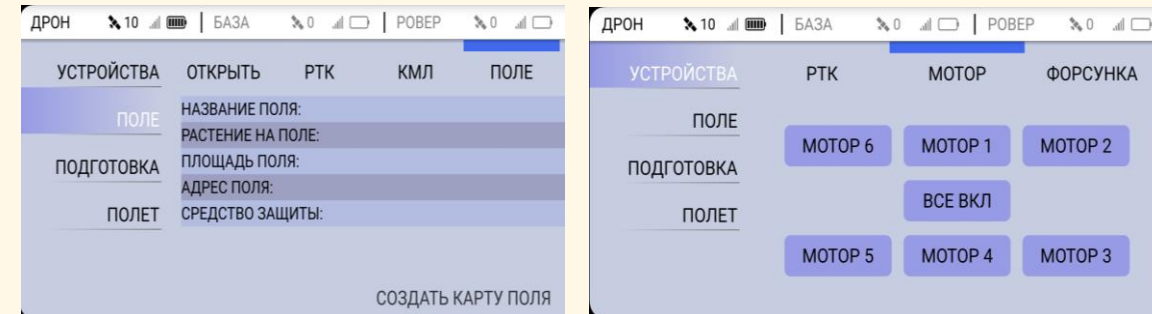 ДРОН 10 БАЗА 0 РОВЕР 0
УСТРОЙСТВА ОТКРЫТЬ РТК КМЛ ПОЛЕ
ПОЛЕ
ПОДГОТОВКА
ПОЛЕТ
НАЗВАНИЕ ПОЛЯ:
РАСТЕНИЕ НА ПОЛЕ:
ПЛОЩАДЬ ПОЛЯ:
АДРЕС ПОЛЯ:
СРЕДСТВО ЗАЩИТЫ:
СОЗДАТЬ КАРТУ ПОЛЯ
ДРОН 10 БАЗА 0 РОВЕР 0
УСТРОЙСТВА РТК МОТОР ФОРСУНКА
ПОЛЕ
ПОДГОТОВКА
ПОЛЕТ
МОТОР 6 МОТОР 1 МОТОР 2
ВСЕ ВКЛ
МОТОР 5 МОТОР 4 МОТОР 3